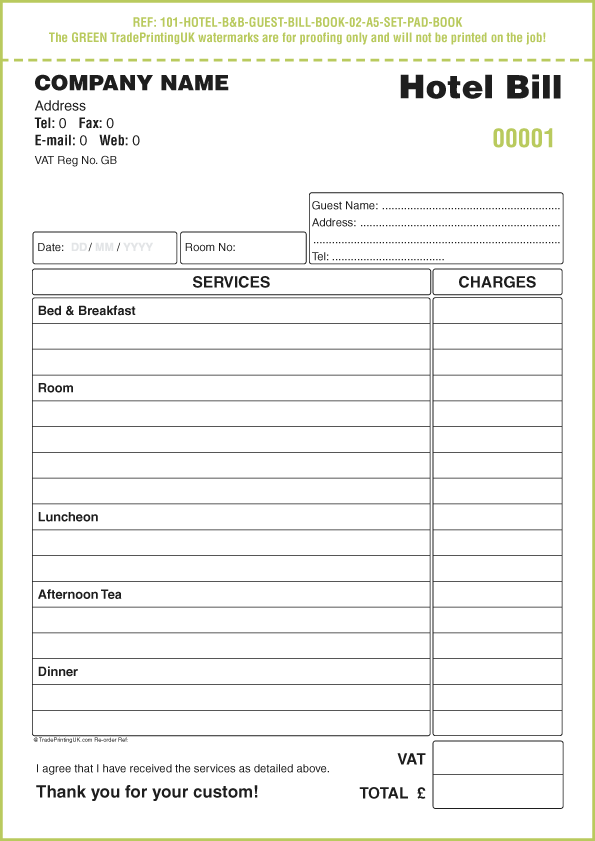 REF: 101-HOTEL-B&B-GUEST-BILL-BOOK-02-A5-SET-PAD-BOOK
The GREEN TradePrintingUK watermarks are for proofing only and will not be printed on the job!
COMPANY NAME
Hotel Bill
Address
Tel: 0 Fax: 0
E-mail: 0 Web: 0
00001
VAT Reg No. GB
Guest Name: ........................................................
Address: ...............................................................
..............................................................................
Tel: ...................................
Date: DD / MM / YYYY
Room No:
SERVICES
CHARGES
Bed & Breakfast
Room
Luncheon
Afternoon Tea
Dinner
©TradePrintingUK.com Re-order Ref:
VAT
I agree that I have received the services as detailed above.
Thank you for your custom!
TOTAL £